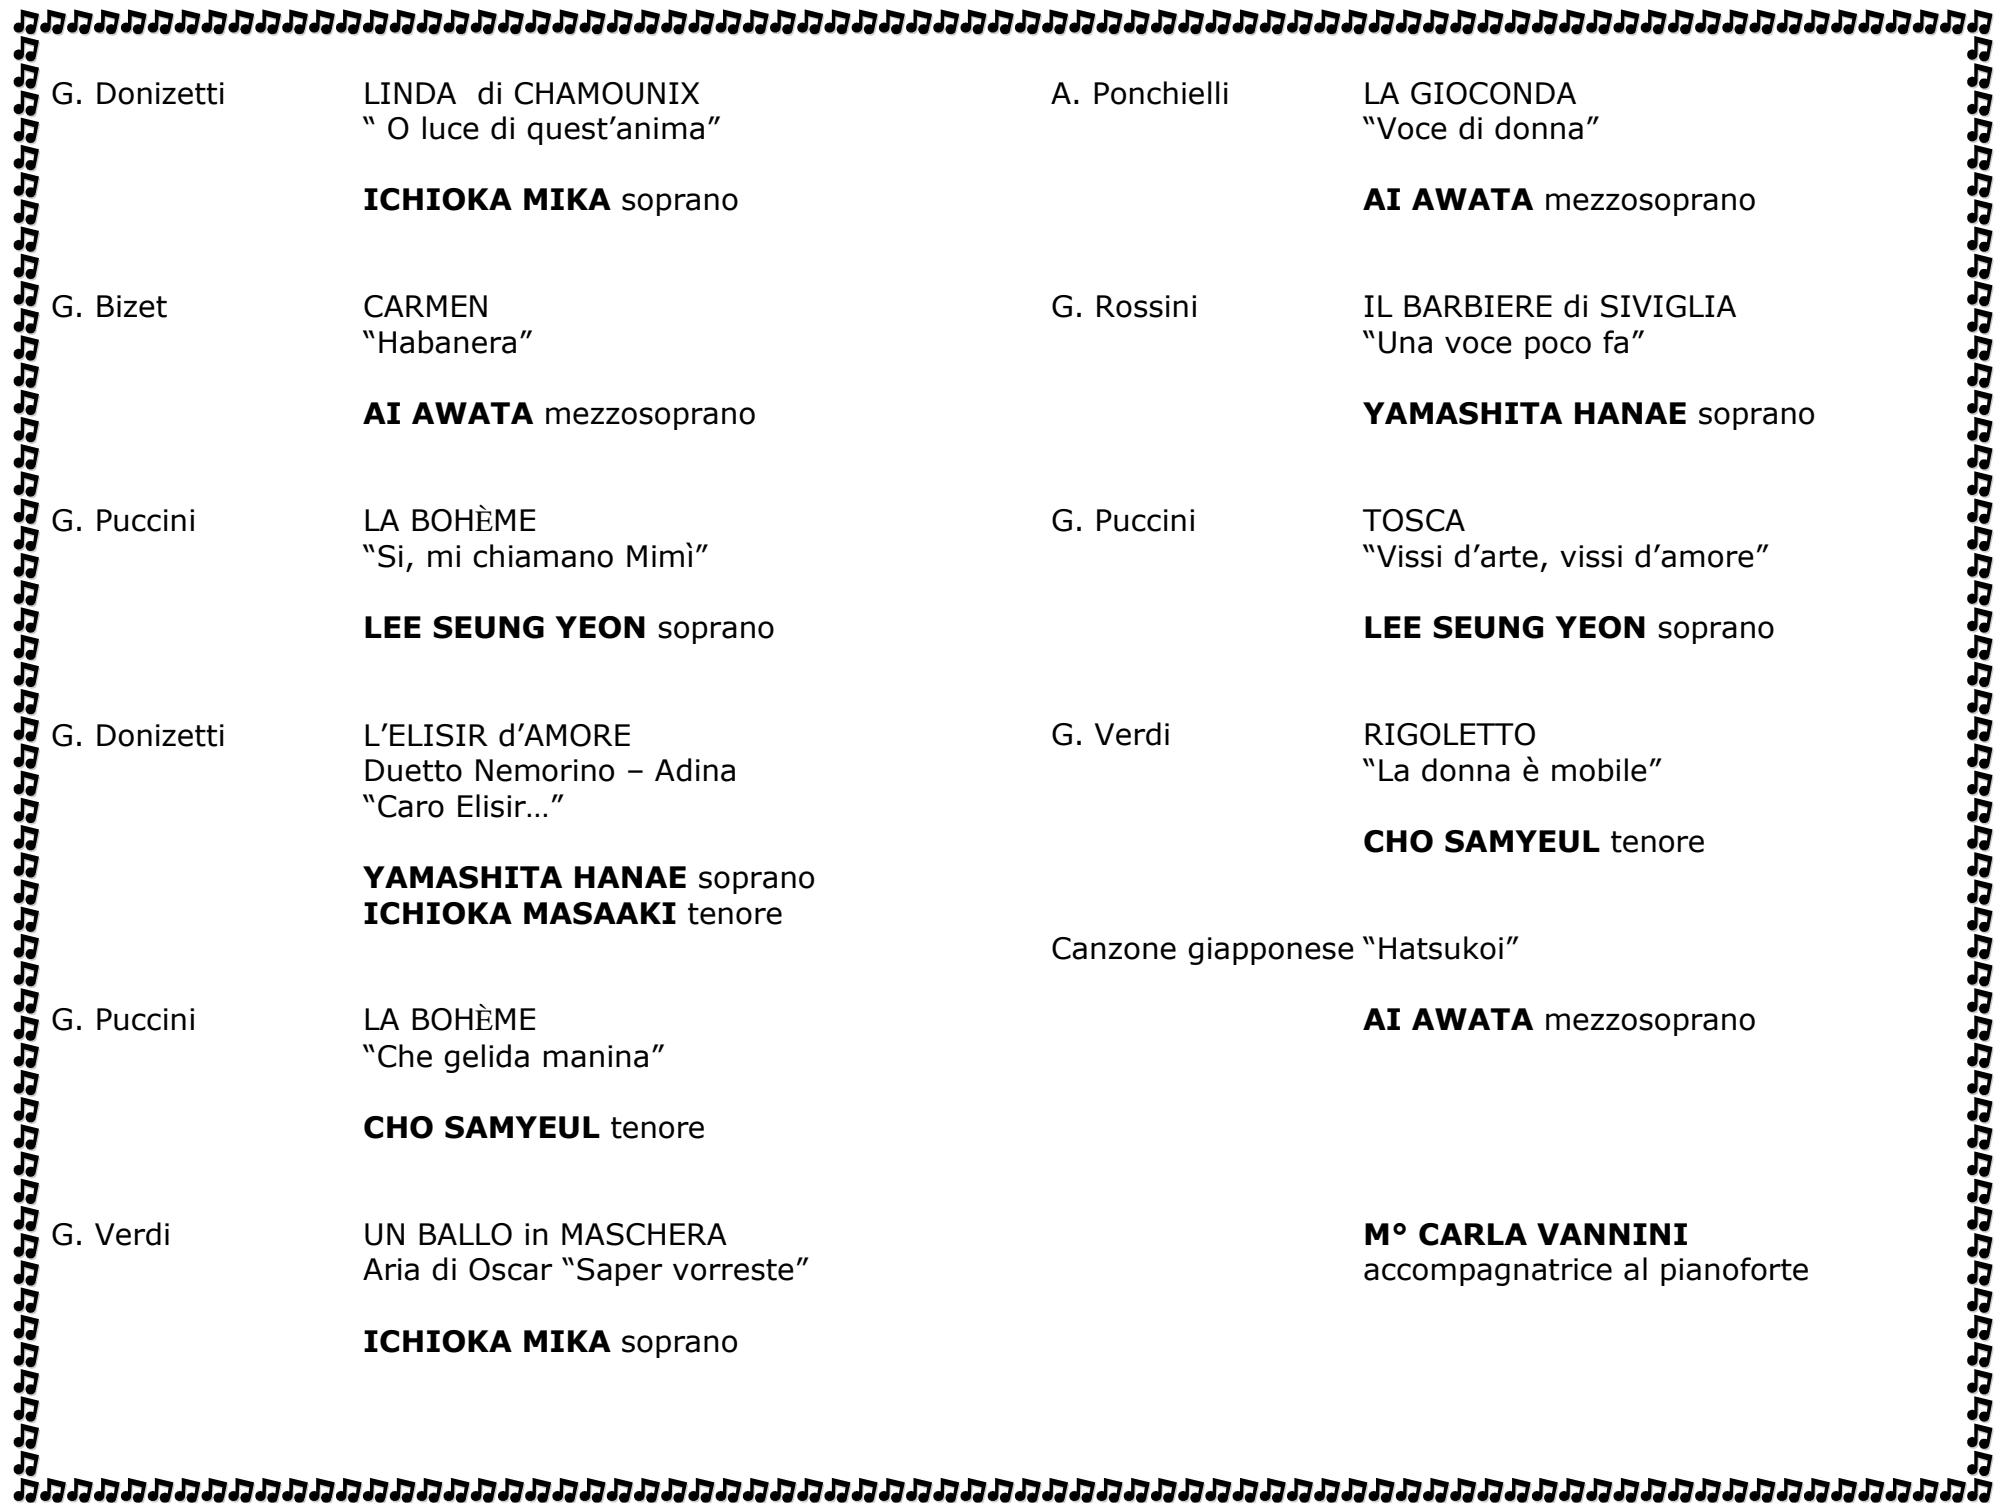 G. Donizetti LINDA di CHAMOUNIX
“ O luce di quest’anima”
ICHIOKA MIKA soprano
G. Bizet CARMEN
“Habanera”
AI AWATA mezzosoprano
G. Puccini LA BOHÈME
“Si, mi chiamano Mimì”
LEE SEUNG YEON soprano
G. Donizetti L’ELISIR d’AMORE
Duetto Nemorino – Adina
“Caro Elisir…”
YAMASHITA HANAE soprano
ICHIOKA MASAAKI tenore
G. Puccini LA BOHÈME
“Che gelida manina”
CHO SAMYEUL tenore
G. Verdi UN BALLO in MASCHERA
Aria di Oscar “Saper vorreste”
ICHIOKA MIKA soprano
A. Ponchielli LA GIOCONDA
“Voce di donna”
AI AWATA mezzosoprano
G. Rossini IL BARBIERE di SIVIGLIA
“Una voce poco fa”
YAMASHITA HANAE soprano
G. Puccini TOSCA
“Vissi d’arte, vissi d’amore”
LEE SEUNG YEON soprano
G. Verdi RIGOLETTO
“La donna è mobile”
CHO SAMYEUL tenore
Canzone giapponese “Hatsukoi”
AI AWATA mezzosoprano
M° CARLA VANNINI
accompagnatrice al pianoforte